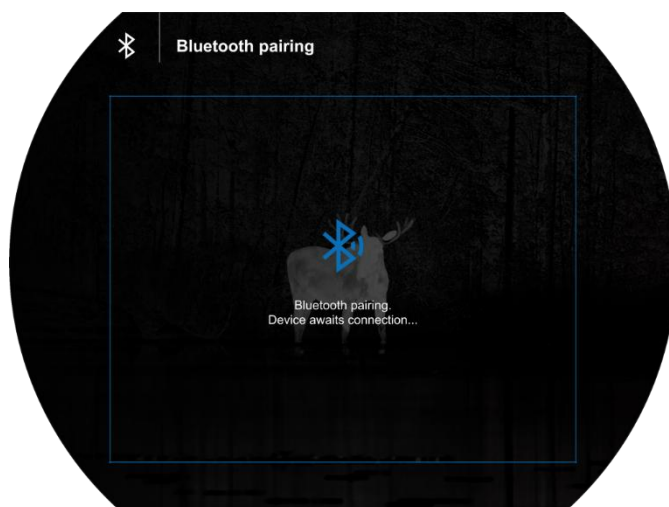 Bluetooth pairing
Bluetooth pairing.
Device awaits connection...